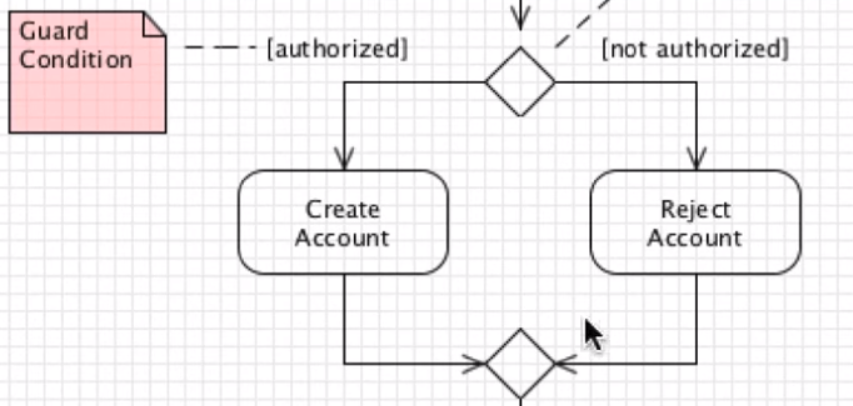 Guard
Condition
[authorized]
[not authorized]
Create
Account
Reject
Account